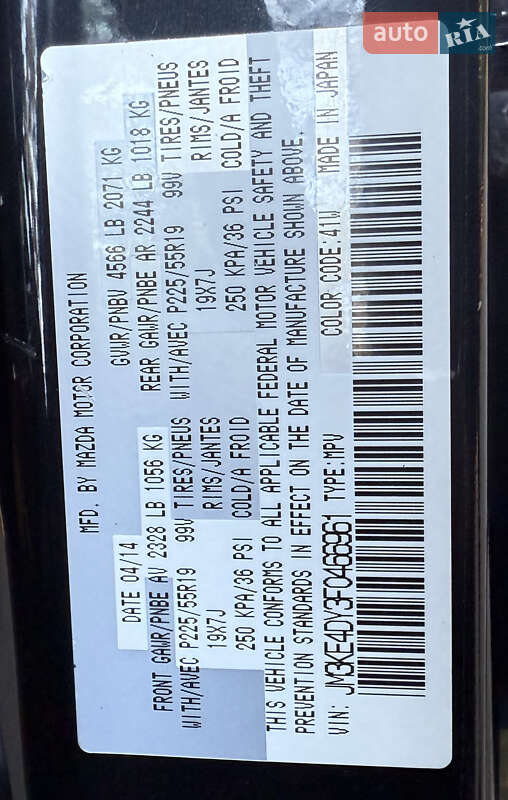 auto RIA.com
MFD. BY MAZDA MOTOR CORPORATION
DATE 04/14 GVWR/PNBV 4566 LB 2071 KG
FRONT GAWR/PNBE AV 2328 LB 1056 KG REAR GAWR/PNBE AR 2244 LB 1018 KG
WITH/AVEC P225/55R19 99V TIRES/PNEUS WITH/AVEC P225/55R19 99V TIRES/PNEUS
19X7J RIMS/JANTES 19X7J RIMS/JANTES
250 KPA/36 PSI COLD/A FROID 250 KPA/36 PSI COLD/A FROID
THIS VEHICLE CONFORMS TO ALL APPLICABLE FEDERAL MOTOR VEHICLE SAFETY AND THEFT
PREVENTION STANDARDS IN EFFECT ON THE DATE OF MANUFACTURE SHOWN ABOVE.
VIN: JM3KE4DY3F0466961 TYPE:MPV COLOR CODE:41W MADE IN JAPAN